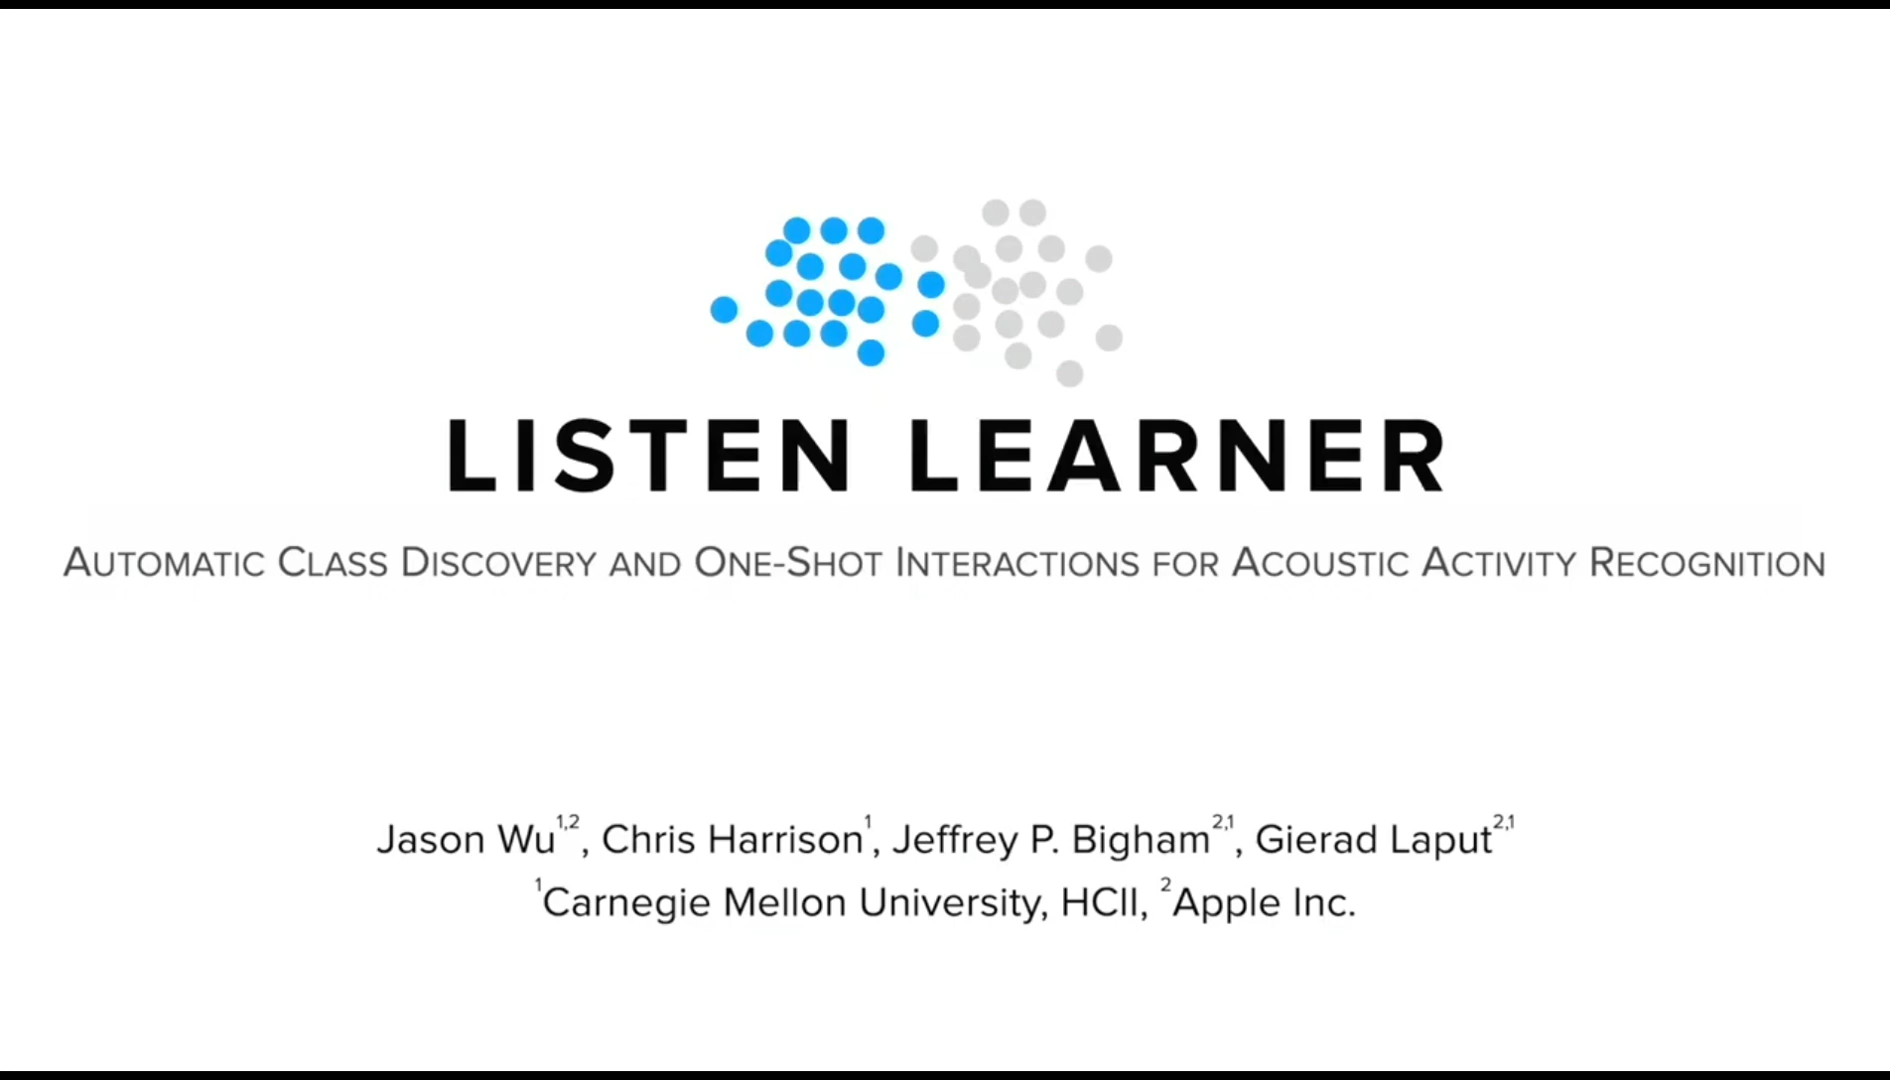 LISTEN LEARNER
AUTOMATIC CLASS DISCOVERY AND ONE-SHOT INTERACTIONS FOR ACOUSTIC ACTIVITY RECOGNITION
Jason Wu1,2, Chris Harrison1, Jeffrey P. Bigham2,1, Gierad Laput2,1
1Carnegie Mellon University, HCII, 2Apple Inc.